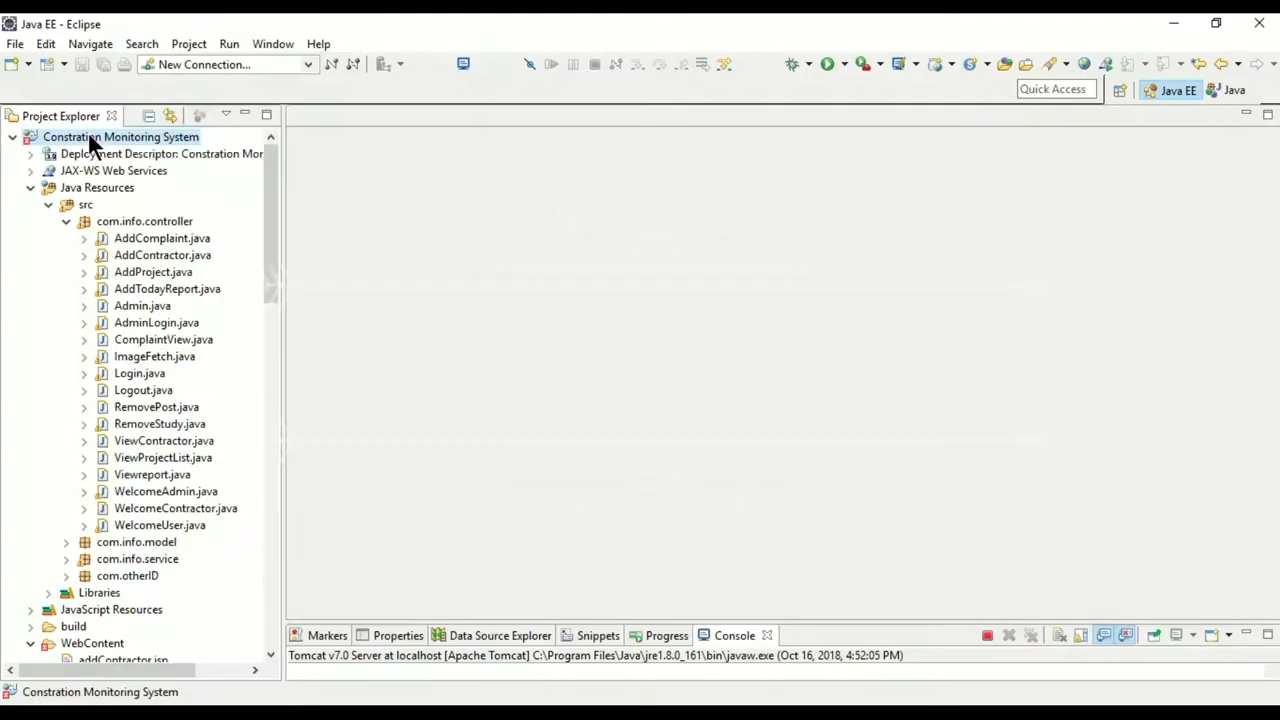 Java EE - Eclipse
File Edit Navigate Search Project Run Window Help
New Connection...
Quick Access Java EE Java
Project Explorer
Constration Monitoring System
Deployment Descriptor: Constration Mor
JAX-WS Web Services
Java Resources
src
com.info.controller
AddComplaint.java
AddContractor.java
AddProject.java
AddTodayReport.java
Admin.java
AdminLogin.java
ComplaintView.java
ImageFetch.java
Login.java
Logout.java
RemovePost.java
RemoveStudy.java
ViewContractor.java
ViewProjectList.java
Viewreport.java
WelcomeAdmin.java
WelcomeContractor.java
WelcomeUser.java
com.info.model
com.info.service
com.otherID
Libraries
JavaScript Resources
build
WebContent
addContractor.jsp
Markers Properties Data Source Explorer Snippets Progress Console
Tomcat v7.0 Server at localhost [Apache Tomcat] C:\Program Files\Java\jre1.8.0_161\bin\javaw.exe (Oct 16, 2018, 4:52:05 PM)
Constration Monitoring System